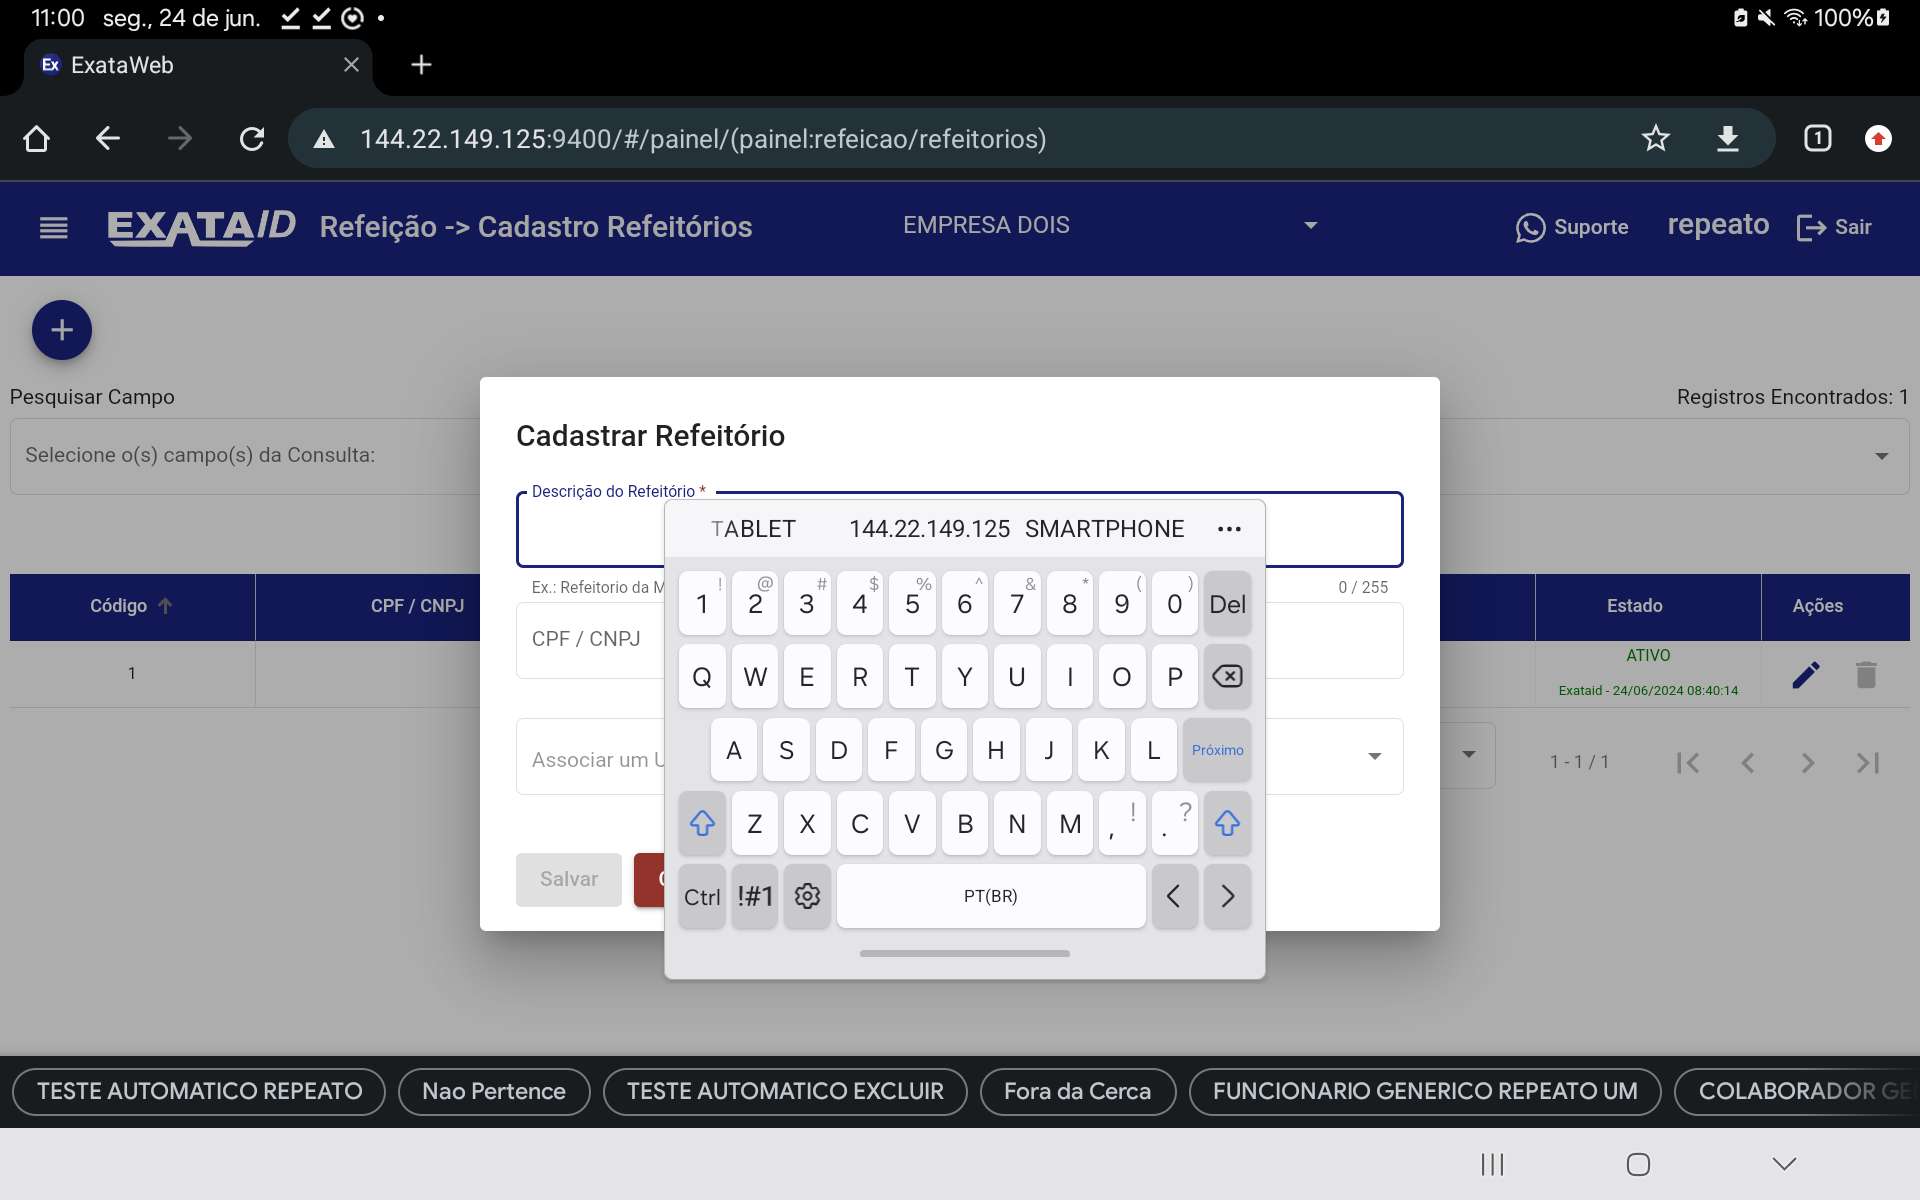 11:00 seg., 24 de jun. 100%
Ex ExataWeb
144.22.149.125:9400/#/painel/(painel:refeicao/refeitorios) 1
EXATAID Refeição -> Cadastro Refeitórios EMPRESA DOIS Suporte repeato Sair
Pesquisar Campo Registros Encontrados: 1
Selecione o(s) campo(s) da Consulta:
Cadastrar Refeitório
Descrição do Refeitório *
Ex.: Refeitorio da M 0 / 255
Código CPF / CNPJ Estado Ações
1 ATIVO
Exataid - 24/06/2024 08:40:14
CPF / CNPJ
Associar um U
1 - 1 / 1
Salvar
TABLET 144.22.149.125 SMARTPHONE
! @ # $ % ^ & * ( )
1 2 3 4 5 6 7 8 9 0 Del
Q W E R T Y U I O P
A S D F G H J K L Próximo
Z X C V B N M , ! . ?
Ctrl !#1 PT(BR) < >
TESTE AUTOMATICO REPEATO Nao Pertence TESTE AUTOMATICO EXCLUIR Fora da Cerca FUNCIONARIO GENERICO REPEATO UM COLABORADOR GE